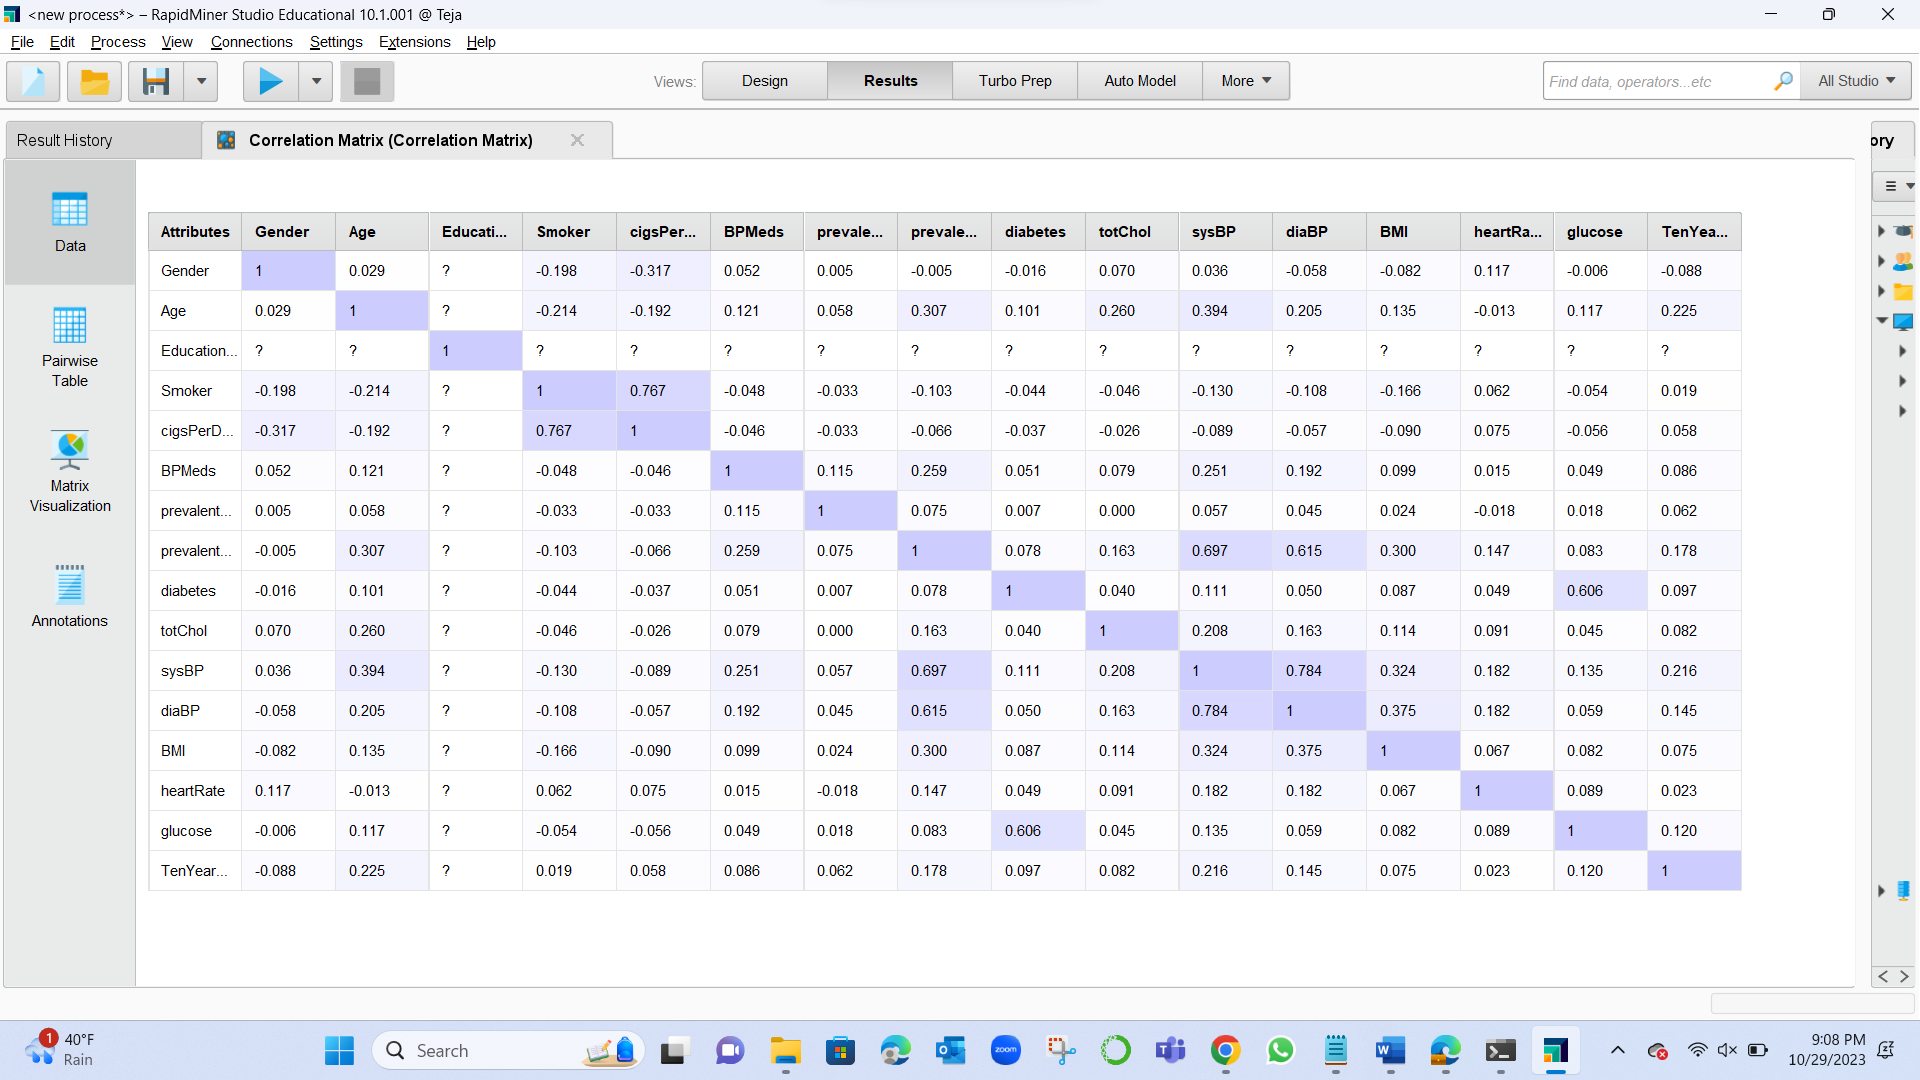 <new process*> – RapidMiner Studio Educational 10.1.001 @ Teja
File Edit Process View Connections Settings Extensions Help
Views: Design Results Turbo Prep Auto Model More Find data, operators...etc All Studio
Result History Correlation Matrix (Correlation Matrix) ory
Data
Pairwise
Table
Matrix
Visualization
Annotations
Attributes Gender Age Educati... Smoker cigsPer... BPMeds prevale... prevale... diabetes totChol sysBP diaBP BMI heartRa... glucose TenYea...
Gender 1 0.029 ? -0.198 -0.317 0.052 0.005 -0.005 -0.016 0.070 0.036 -0.058 -0.082 0.117 -0.006 -0.088
Age 0.029 1 ? -0.214 -0.192 0.121 0.058 0.307 0.101 0.260 0.394 0.205 0.135 -0.013 0.117 0.225
Education... ? ? 1 ? ? ? ? ? ? ? ? ? ? ? ? ?
Smoker -0.198 -0.214 ? 1 0.767 -0.048 -0.033 -0.103 -0.044 -0.046 -0.130 -0.108 -0.166 0.062 -0.054 0.019
cigsPerD... -0.317 -0.192 ? 0.767 1 -0.046 -0.033 -0.066 -0.037 -0.026 -0.089 -0.057 -0.090 0.075 -0.056 0.058
BPMeds 0.052 0.121 ? -0.048 -0.046 1 0.115 0.259 0.051 0.079 0.251 0.192 0.099 0.015 0.049 0.086
prevalent... 0.005 0.058 ? -0.033 -0.033 0.115 1 0.075 0.007 0.000 0.057 0.045 0.024 -0.018 0.018 0.062
prevalent... -0.005 0.307 ? -0.103 -0.066 0.259 0.075 1 0.078 0.163 0.697 0.615 0.300 0.147 0.083 0.178
diabetes -0.016 0.101 ? -0.044 -0.037 0.051 0.007 0.078 1 0.040 0.111 0.050 0.087 0.049 0.606 0.097
totChol 0.070 0.260 ? -0.046 -0.026 0.079 0.000 0.163 0.040 1 0.208 0.163 0.114 0.091 0.045 0.082
sysBP 0.036 0.394 ? -0.130 -0.089 0.251 0.057 0.697 0.111 0.208 1 0.784 0.324 0.182 0.135 0.216
diaBP -0.058 0.205 ? -0.108 -0.057 0.192 0.045 0.615 0.050 0.163 0.784 1 0.375 0.182 0.059 0.145
BMI -0.082 0.135 ? -0.166 -0.090 0.099 0.024 0.300 0.087 0.114 0.324 0.375 1 0.067 0.082 0.075
heartRate 0.117 -0.013 ? 0.062 0.075 0.015 -0.018 0.147 0.049 0.091 0.182 0.182 0.067 1 0.089 0.023
glucose -0.006 0.117 ? -0.054 -0.056 0.049 0.018 0.083 0.606 0.045 0.135 0.059 0.082 0.089 1 0.120
TenYear... -0.088 0.225 ? 0.019 0.058 0.086 0.062 0.178 0.097 0.082 0.216 0.145 0.075 0.023 0.120 1
1 40°F
Rain
Search
zoom
9:08 PM
10/29/2023